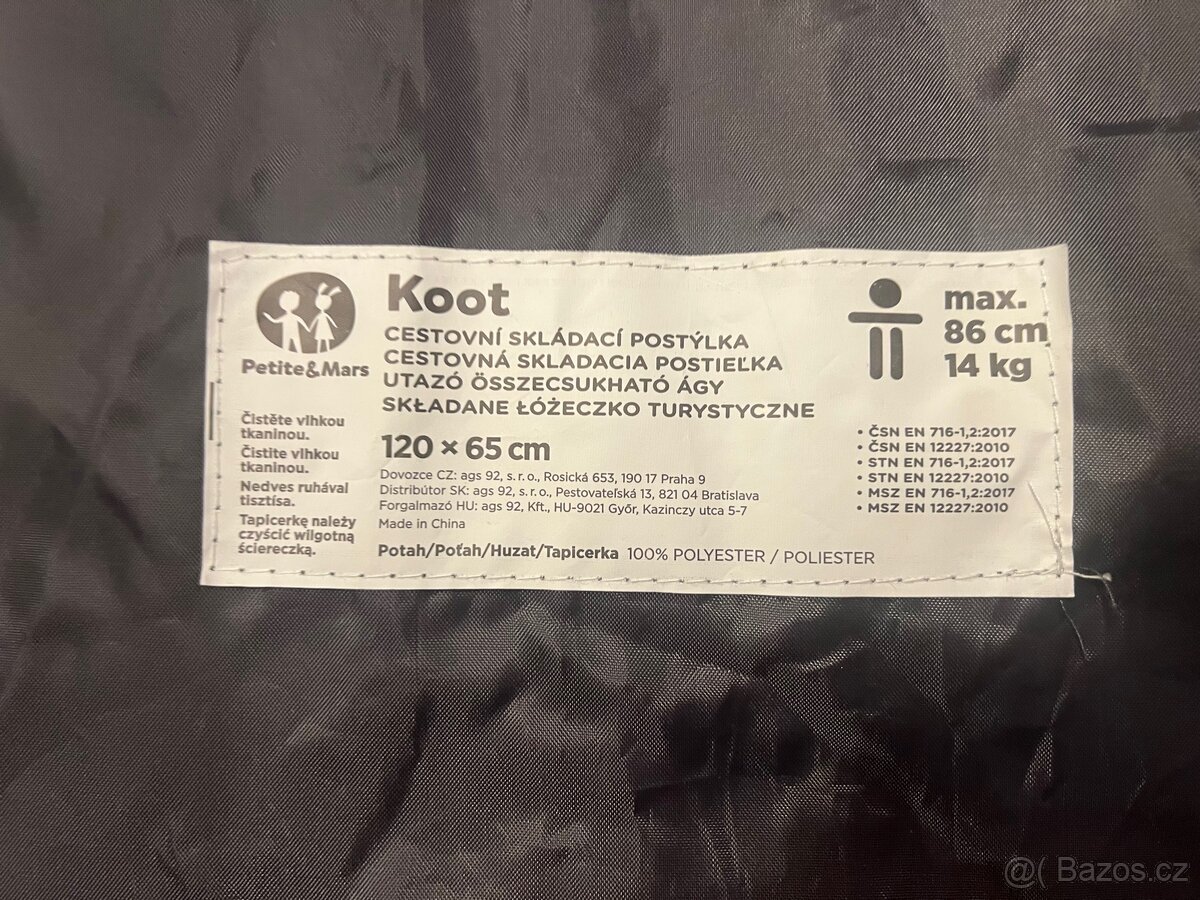 Petite&Mars
Čistěte vlhkou
tkaninou.
Čistite vlhkou
tkaninou.
Nedves ruhával
tisztísa.
Tapicerkę należy
czyścić wilgotną
ściereczką.
Koot
CESTOVNÍ SKLÁDACÍ POSTÝLKA
CESTOVNÁ SKLADACIA POSTIEĽKA
UTAZÓ ÖSSZECSUKHATÓ ÁGY
SKŁADANE ŁÓŻECZKO TURYSTYCZNE
120 × 65 cm
Dovozce CZ: ags 92, s.r.o., Rosická 653, 190 17 Praha 9
Distribútor SK: ags 92, s.r.o., Pestovateľská 13, 821 04 Bratislava
Forgalmazó HU: ags 92, Kft., HU-9021 Győr, Kazinczy utca 5-7
Made in China
Potah/Poťah/Huzat/Tapicerka 100% POLYESTER / POLIESTER
max.
86 cm
14 kg
• ČSN EN 716-1,2:2017
• ČSN EN 12227:2010
• STN EN 716-1,2:2017
• STN EN 12227:2010
• MSZ EN 716-1,2:2017
• MSZ EN 12227:2010
@( Bazos.cz